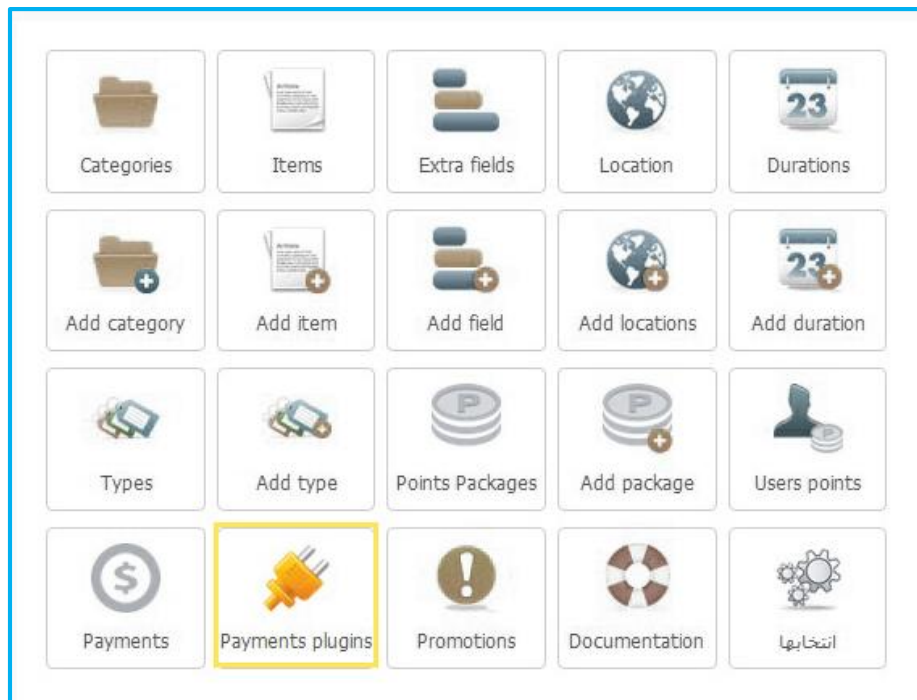 Categories
Items
Extra fields
Location
23
Durations
Add category
Add item
Add field
Add locations
23
Add duration
Types
Add type
P
Points Packages
P
Add package
Users points
$
Payments
Payments plugins
!
Promotions
Documentation
انتخابها